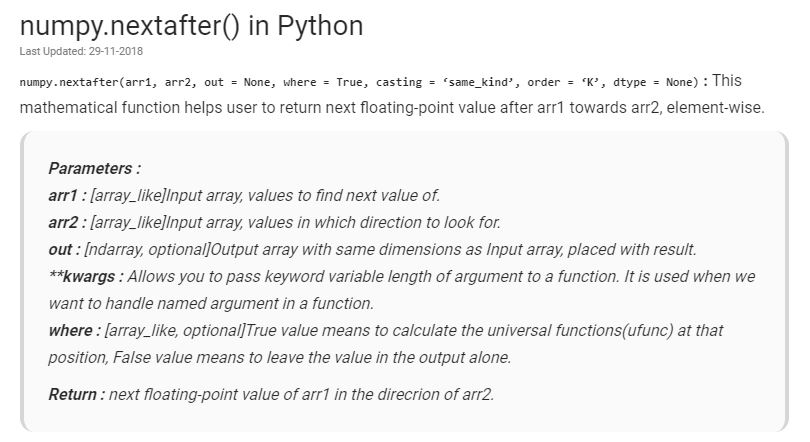 numpy.nextafter() in Python
Last Updated: 29-11-2018
numpy.nextafter(arr1, arr2, out = None, where = True, casting = ‘same_kind’, order = ‘K’, dtype = None) : This
mathematical function helps user to return next floating-point value after arr1 towards arr2, element-wise.
Parameters :
arr1 : [array_like]Input array, values to find next value of.
arr2 : [array_like]Input array, values in which direction to look for.
out : [ndarray, optional]Output array with same dimensions as Input array, placed with result.
**kwargs : Allows you to pass keyword variable length of argument to a function. It is used when we
want to handle named argument in a function.
where : [array_like, optional]True value means to calculate the universal functions(ufunc) at that
position, False value means to leave the value in the output alone.
Return : next floating-point value of arr1 in the direcrion of arr2.